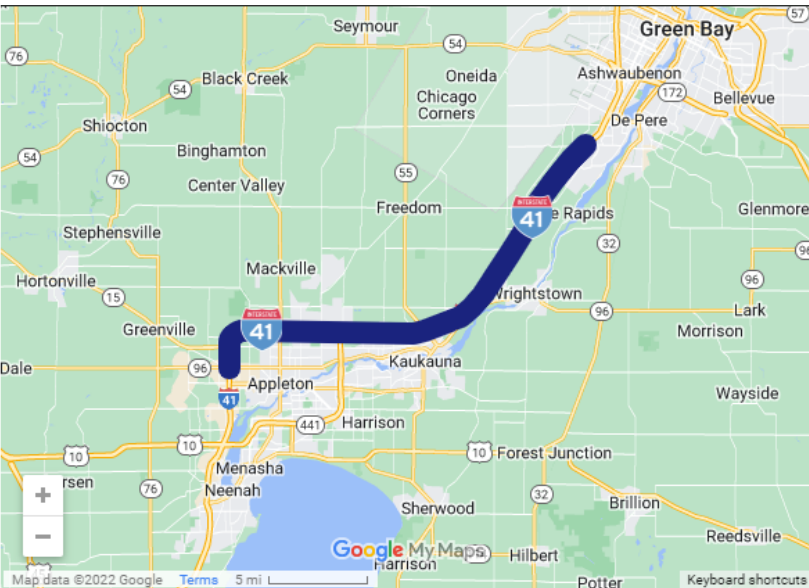 Seymour
Green Bay
57
76
54
Oneida
Ashwaubenon
Black Creek
54
Chicago
Corners
172
Bellevue
Shiocton
De Pere
54
Binghamton
76
55
Center Valley
Freedom
INTERSTATE
41
e Rapids
Glenmore
Stephensville
32
96
Mackville
Hortonville
15
Wrightstown
96
96
Lark
Greenville
INTERSTATE
41
Morrison
Dale
96
Kaukauna
Appleton
41
Wayside
441
Harrison
10
10
10
Forest Junction
Menasha
rsen
76
Neenah
32
Brillion
Sherwood
Reedsville
Google My Maps
Hilbert
Harrison
Potter
Map data ©2022 Google
Terms
5 mi
Keyboard shortcuts